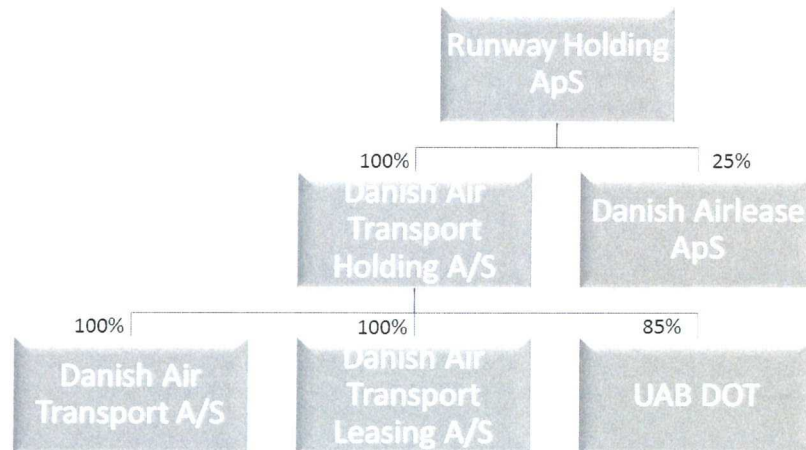 Runway Holding
ApS
100%
25%
Danish Air
Transport
Holding A/S
Danish Airlease
ApS
100%
100%
85%
Danish Air
Transport A/S
Danish Air
Transport
Leasing A/S
UAB DOT